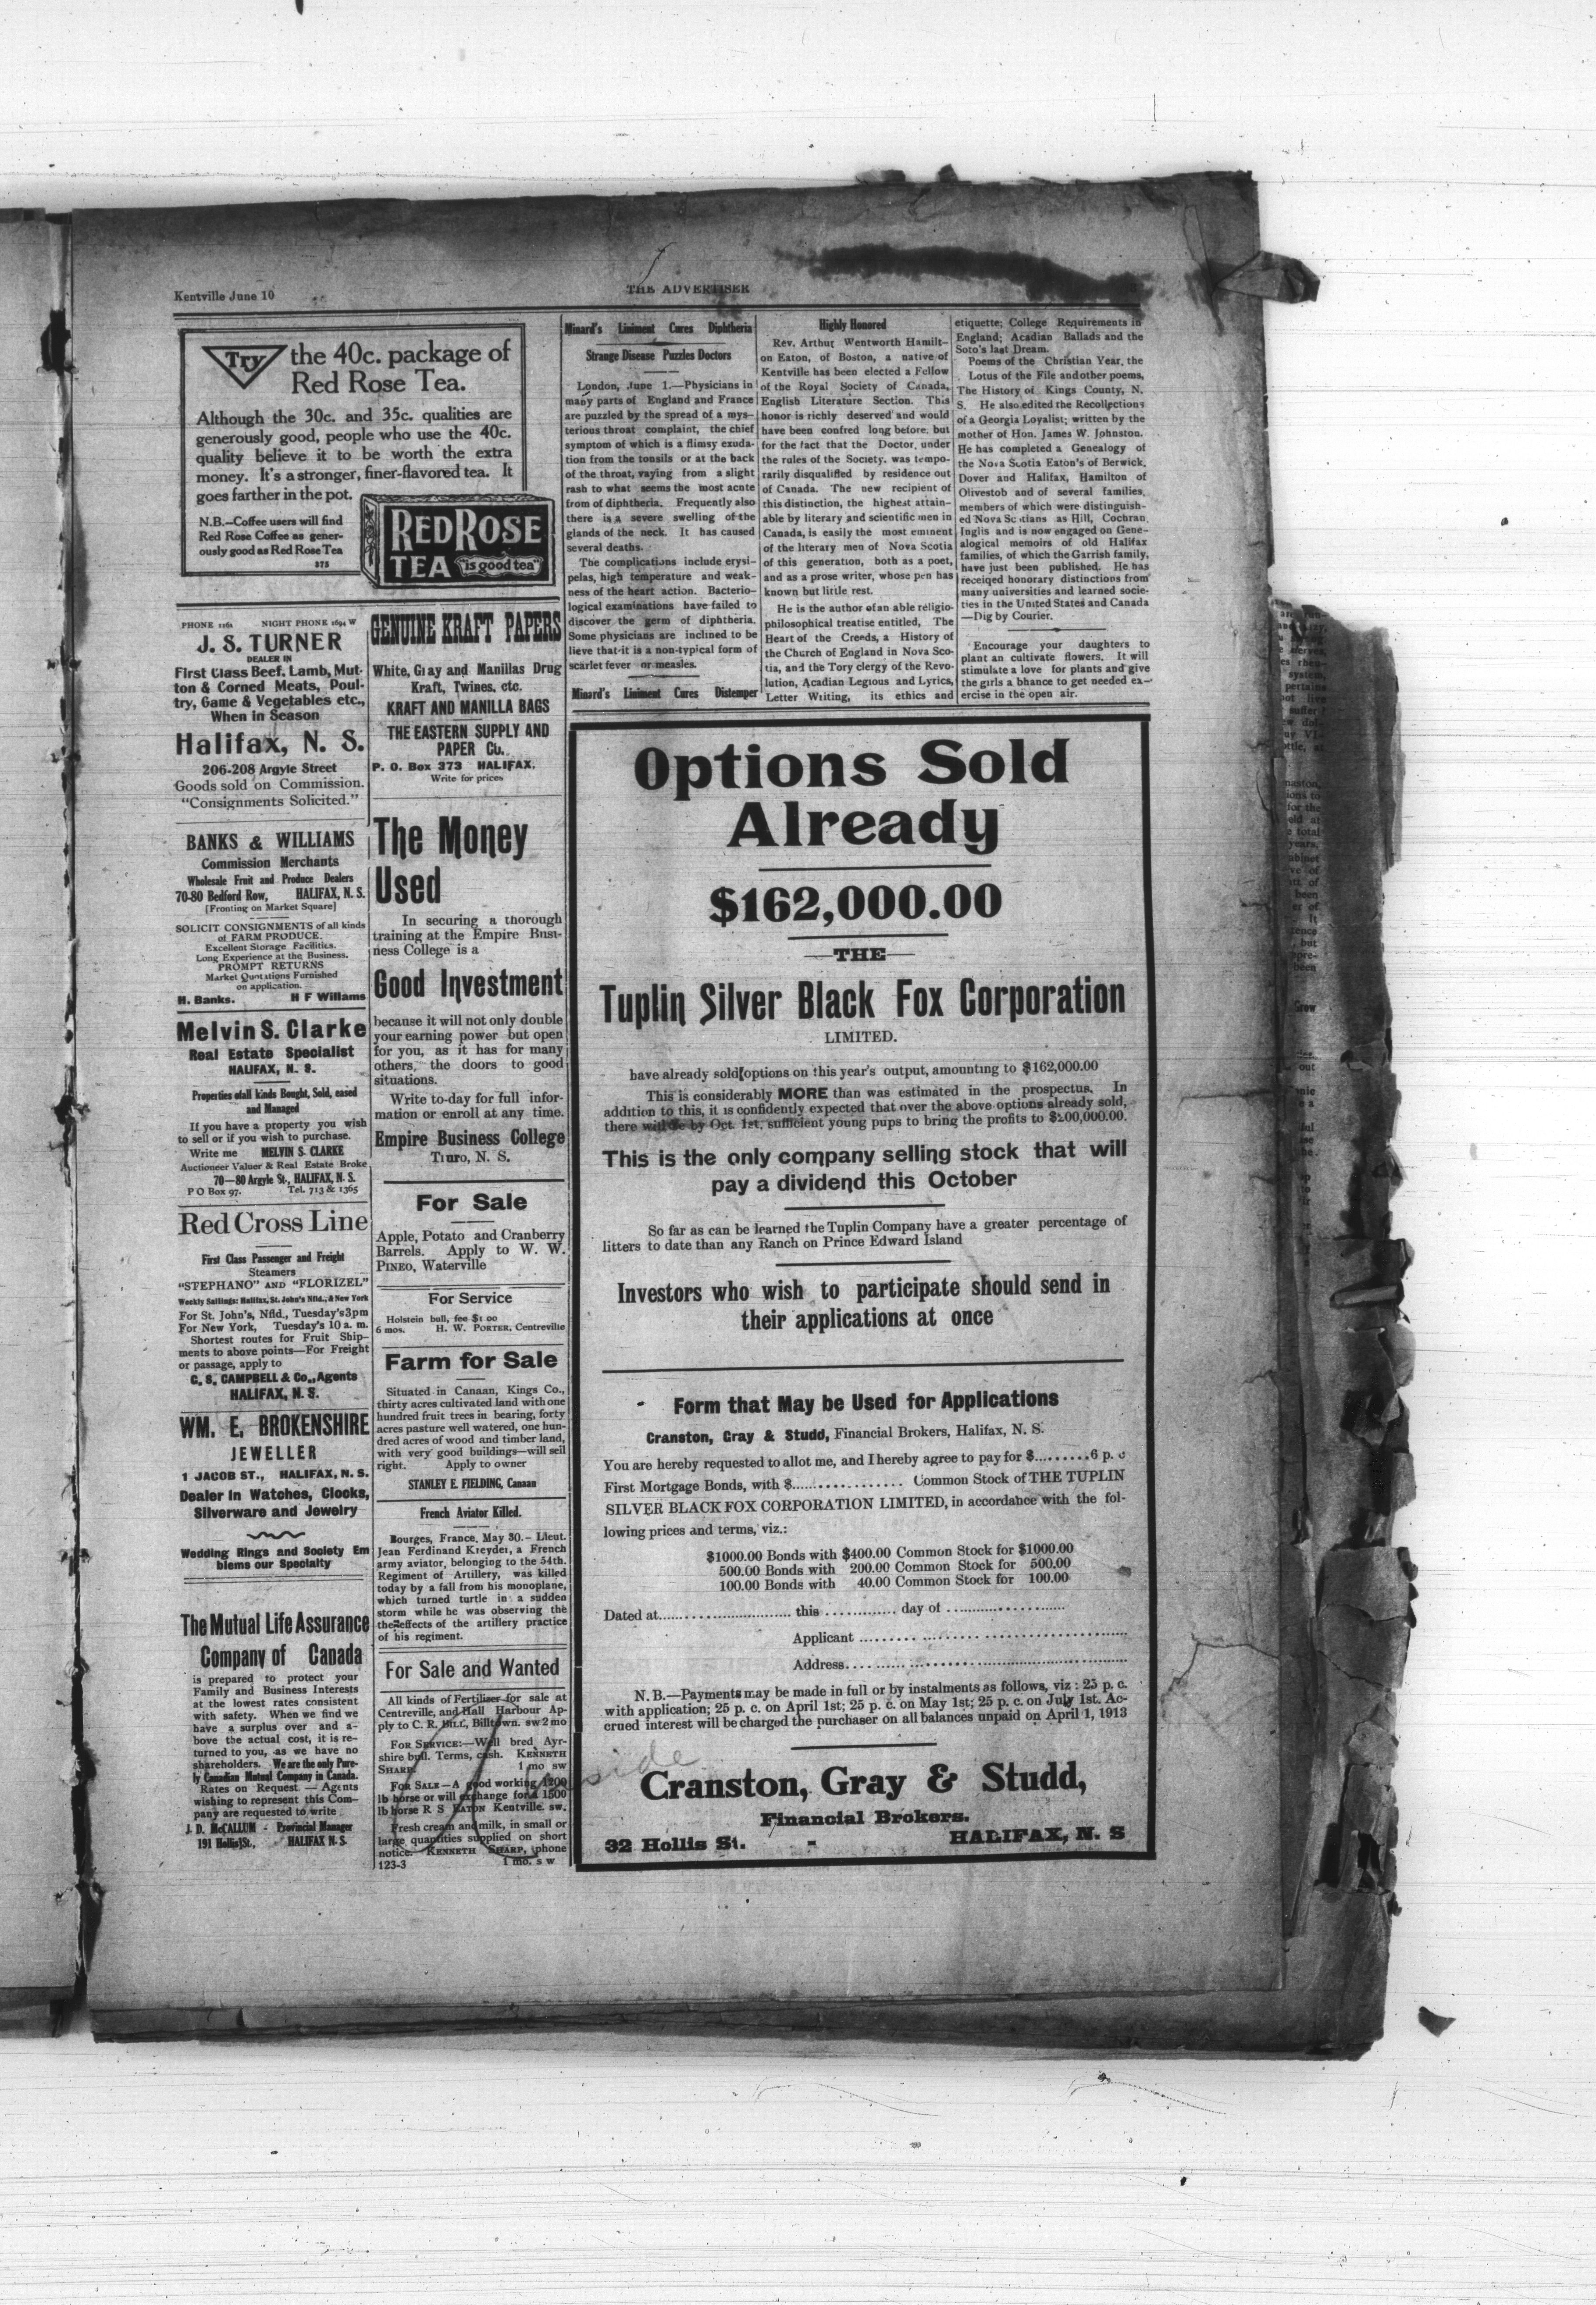 Kentville June 10
THE ADVERTISER
Try the 40c. package of
Red Rose Tea.
Although the 30c. and 35c. qualities are
generously good, people who use the 40c.
quality believe it to be worth the extra
money. It's a stronger, finer-flavored tea. It
goes farther in the pot.
N.B.—Coffee users will find
Red Rose Coffee as gener-
ously good as Red Rose Tea
373
RED ROSE
TEA "is good tea"
PHONE 1261 NIGHT PHONE 1694 W
J. S. TURNER
DEALER IN
First Class Beef, Lamb, Mut-
ton & Corned Meats, Poul-
try, Game & Vegetables etc.,
When in Season
Halifax, N. S.
206-208 Argyle Street
Goods sold on Commission.
"Consignments Solicited."
BANKS & WILLIAMS
Commission Merchants
Wholesale Fruit and Produce Dealers
70-80 Bedford Row, HALIFAX, N. S.
[Fronting on Market Square]
SOLICIT CONSIGNMENTS of all kinds
of FARM PRODUCE.
Excellent Storage Facilities.
Long Experience at the Business.
PROMPT RETURNS
Market Quotations Furnished
on application.
H. Banks. H F Willams
Melvin S. Clarke
Real Estate Specialist
HALIFAX, N. S.
Properties ofall kinds Bought, Sold, eased
and Managed
If you have a property you wish
to sell or if you wish to purchase.
Write me MELVIN S. CLARKE
Auctioneer Valuer & Real Estate Broke
70—80 Argyle St., HALIFAX, N. S.
P O Box 97. Tel. 713 & 1365
Red Cross Line
First Class Passenger and Freight
Steamers
"STEPHANO" AND "FLORIZEL"
Weekly Sailings: Halifax, St. John's Nfld., & New York
For St. John's, Nfld., Tuesday's 3pm
For New York, Tuesday's 10 a. m.
Shortest routes for Fruit Ship-
ments to above points—For Freight
or passage, apply to
C. S. CAMPBELL & Co., Agents
HALIFAX, N. S.
WM. E. BROKENSHIRE
JEWELLER
1 JACOB ST., HALIFAX, N. S.
Dealer in Watches, Clocks,
Silverware and Jewelry
Wedding Rings and Society Em
blems our Specialty
The Mutual Life Assurance
Company of Canada
is prepared to protect your
Family and Business Interests
at the lowest rates consistent
with safety. When we find we
have a surplus over and a-
bove the actual cost, it is re-
turned to you, as we have no
shareholders. We are the only Pure-
ly Canadian Mutual Company in Canada.
Rates on Request — Agents
wishing to represent this Com-
pany are requested to write
J. D. McCALLUM - Provincial Manager
191 Hollis St., HALIFAX N. S.
GENUINE KRAFT PAPERS
White, Gray and Manillas Drug
Kraft, Twines, etc.
KRAFT AND MANILLA BAGS
THE EASTERN SUPPLY AND
PAPER Co..
P. O. Box 373 HALIFAX.
Write for prices
The Money
Used
In securing a thorough
training at the Empire Busi-
ness College is a
Good Investment
because it will not only double
your earning power but open
for you, as it has for many
others, the doors to good
situations.
Write to-day for full infor-
mation or enroll at any time.
Empire Business College
Truro, N. S.
For Sale
Apple, Potato and Cranberry
Barrels. Apply to W. W.
PINEO, Waterville
For Service
Holstein bull, fee $1 00
6 mos. H. W. PORTER, Centreville
Farm for Sale
Situated in Canaan, Kings Co.,
thirty acres cultivated land with one
hundred fruit trees in bearing, forty
acres pasture well watered, one hun-
dred acres of wood and timber land,
with very good buildings—will sell
right. Apply to owner
STANLEY E. FIELDING, Canaan
French Aviator Killed.
Bourges, France, May 30.— Lieut.
Jean Ferdinand Kreyder, a French
army aviator, belonging to the 54th.
Regiment of Artillery, was killed
today by a fall from his monoplane,
which turned turtle in a sudden
storm while he was observing the
the effects of the artillery practice
of his regiment.
For Sale and Wanted
All kinds of Fertilizer for sale at
Centreville, and Hall Harbour Ap-
ply to C. R. BILL, Billtown. sw 2 mo
FOR SERVICE:—Well bred Ayr-
shire bull. Terms, cash. KENNETH
SHARP. 1 mo sw
FOR SALE—A good working 1200
lb horse or will exchange for a 1500
lb horse R S EATON Kentville. sw.
Fresh cream and milk, in small or
large quantities supplied on short
notice. KENNETH SHARP, phone
123-3 1 mo. s w
Minard's Liniment Cures Diphtheria
Strange Disease Puzzles Doctors
London, June 1.—Physicians in
many parts of England and France
are puzzled by the spread of a mys-
terious throat complaint, the chief
symptom of which is a flimsy exuda-
tion from the tonsils or at the back
of the throat, vaying from a slight
rash to what seems the most acute
from of diphtheria. Frequently also
there is a severe swelling of the
glands of the neck. It has caused
several deaths.
The complications include erysi-
pelas, high temperature and weak-
ness of the heart action. Bacterio-
logical examinations have failed to
discover the germ of diphtheria.
Some physicians are inclined to be
lieve that it is a non-typical form of
scarlet fever or measles.
Minard's Liniment Cures Distemper
Highly Honored
Rev. Arthur Wentworth Hamilt-
on Eaton, of Boston, a native of
Kentville has been elected a Fellow
of the Royal Society of Canada,
English Literature Section. This
honor is richly deserved and would
have been confred long before, but
for the fact that the Doctor, under
the rules of the Society, was tempo-
rarily disqualified by residence out
of Canada. The new recipient of
this distinction, the highest attain-
able by literary and scientific men in
Canada, is easily the most eminent
of the literary men of Nova Scotia
of this generation, both as a poet,
and as a prose writer, whose pen has
known but little rest.
He is the author of an able religio-
philosophical treatise entitled, The
Heart of the Creeds, a History of
the Church of England in Nova Sco-
tia, and the Tory clergy of the Revo-
lution, Acadian Legious and Lyrics,
Letter Writing, its ethics and
etiquette; College Requirements in
England; Acadian Ballads and the
Soto's last Dream.
Poems of the Christian Year, the
Lotus of the File and other poems,
The History of Kings County, N.
S. He also edited the Recollections
of a Georgia Loyalist; written by the
mother of Hon. James W. Johnston.
He has completed a Genealogy of
the Nova Scotia Eaton's of Berwick,
Dover and Halifax, Hamilton of
Olivestob and of several families,
members of which were distinguish-
ed Nova Scotians as Hill, Cochran,
Inglis and is now engaged on Gene-
alogical memoirs of old Halifax
families, of which the Garrish family,
have just been published. He has
receiqed honorary distinctions from
many universities and learned socie-
ties in the United States and Canada
—Dig by Courier.
Encourage your daughters to
plant an cultivate flowers. It will
stimulate a love for plants and give
the girls a bhance to get needed ex-
ercise in the open air.
Options Sold
Already
$162,000.00
—THE—
Tuplin Silver Black Fox Corporation
LIMITED.
have already sold options on this year's output, amounting to $162,000.00
This is considerably MORE than was estimated in the prospectus. In
addition to this, it is confidently expected that over the above options already sold,
there will be by Oct. 1st, sufficient young pups to bring the profits to $200,000.00.
This is the only company selling stock that will
pay a dividend this October
So far as can be learned the Tuplin Company have a greater percentage of
litters to date than any Ranch on Prince Edward Island
Investors who wish to participate should send in
their applications at once
Form that May be Used for Applications
Cranston, Gray & Studd, Financial Brokers, Halifax, N. S.
You are hereby requested to allot me, and I hereby agree to pay for $.........6 p. c
First Mortgage Bonds, with $.................... Common Stock of THE TUPLIN
SILVER BLACK FOX CORPORATION LIMITED, in accordance with the fol-
lowing prices and terms, viz.:
$1000.00 Bonds with $400.00 Common Stock for $1000.00
500.00 Bonds with 200.00 Common Stock for 500.00
100.00 Bonds with 40.00 Common Stock for 100.00
Dated at........................... this .............. day of ........................
Applicant ....................................................
Address.......................................................
N. B.—Payments may be made in full or by instalments as follows, viz : 25 p. c.
with application; 25 p. c. on April 1st; 25 p. c. on May 1st; 25 p. c. on July 1st. Ac-
crued interest will be charged the purchaser on all balances unpaid on April 1, 1913
Cranston, Gray & Studd,
Financial Brokers.
32 Hollis St. - HALIFAX, N. S